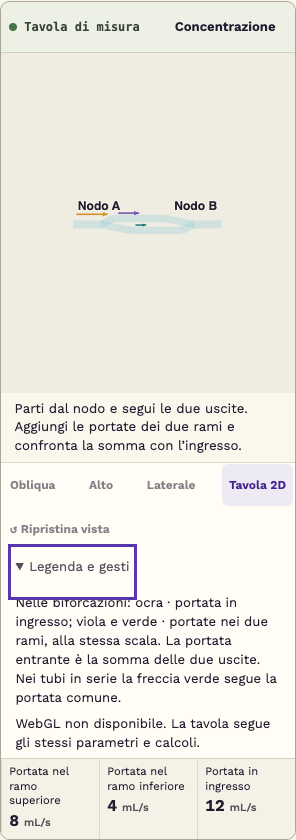 Tavola di misura Concentrazione
Nodo A Nodo B
Parti dal nodo e segui le due uscite.
Aggiungi le portate dei due rami e
confronta la somma con l'ingresso.
Obliqua Alto Laterale Tavola 2D
↺ Ripristina vista
▼ Legenda e gesti
Nelle biforcazioni: ocra · portata in
ingresso; viola e verde · portate nei due
rami, alla stessa scala. La portata
entrante è la somma delle due uscite.
Nei tubi in serie la freccia verde segue la
portata comune.
WebGL non disponibile. La tavola segue
gli stessi parametri e calcoli.
Portata nel ramo superiore
8 mL/s
Portata nel ramo inferiore
4 mL/s
Portata in ingresso
12 mL/s